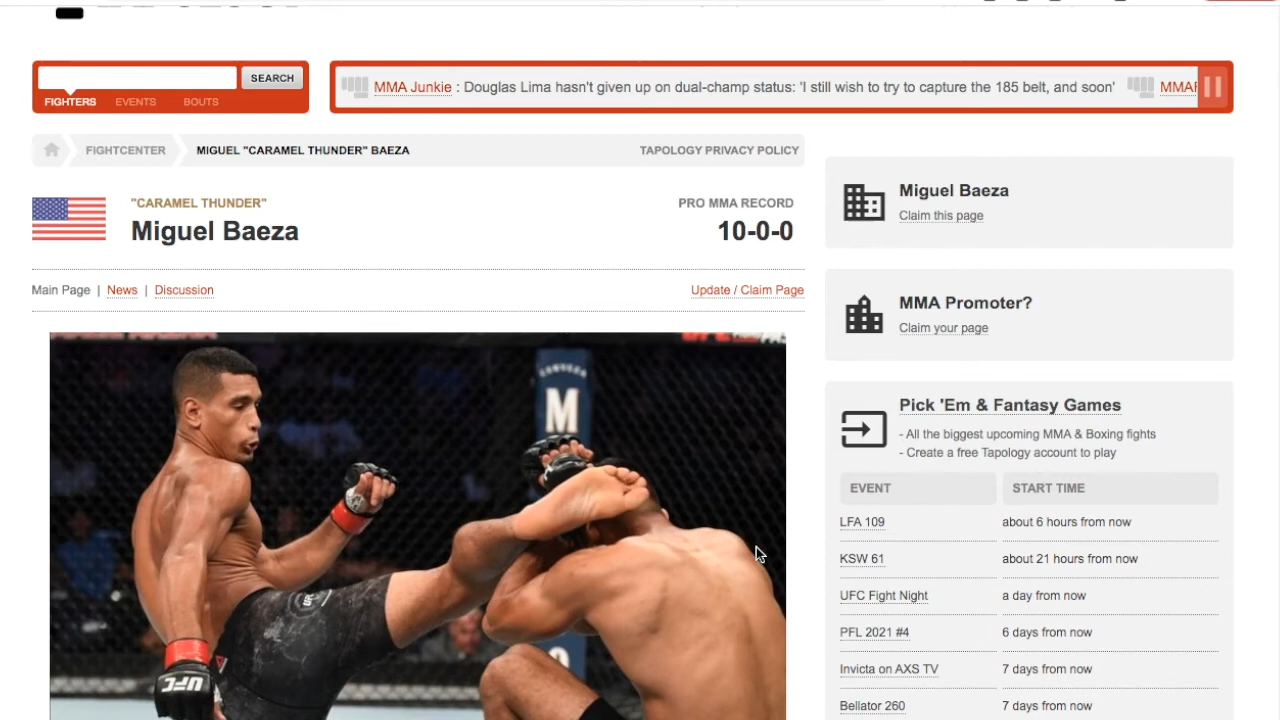 SEARCH
FIGHTERS EVENTS BOUTS
MMA Junkie : Douglas Lima hasn't given up on dual-champ status: 'I still wish to try to capture the 185 belt, and soon'
FIGHTCENTER MIGUEL "CARAMEL THUNDER" BAEZA TAPOLOGY PRIVACY POLICY
"CARAMEL THUNDER"
Miguel Baeza
PRO MMA RECORD
10-0-0
Main Page | News | Discussion
Update / Claim Page
M
UFC
Miguel Baeza
Claim this page
MMA Promoter?
Claim your page
Pick 'Em & Fantasy Games
- All the biggest upcoming MMA & Boxing fights
- Create a free Tapology account to play
EVENT START TIME
LFA 109 about 6 hours from now
KSW 61 about 21 hours from now
UFC Fight Night a day from now
PFL 2021 #4 6 days from now
Invicta on AXS TV 7 days from now
Bellator 260 7 days from now